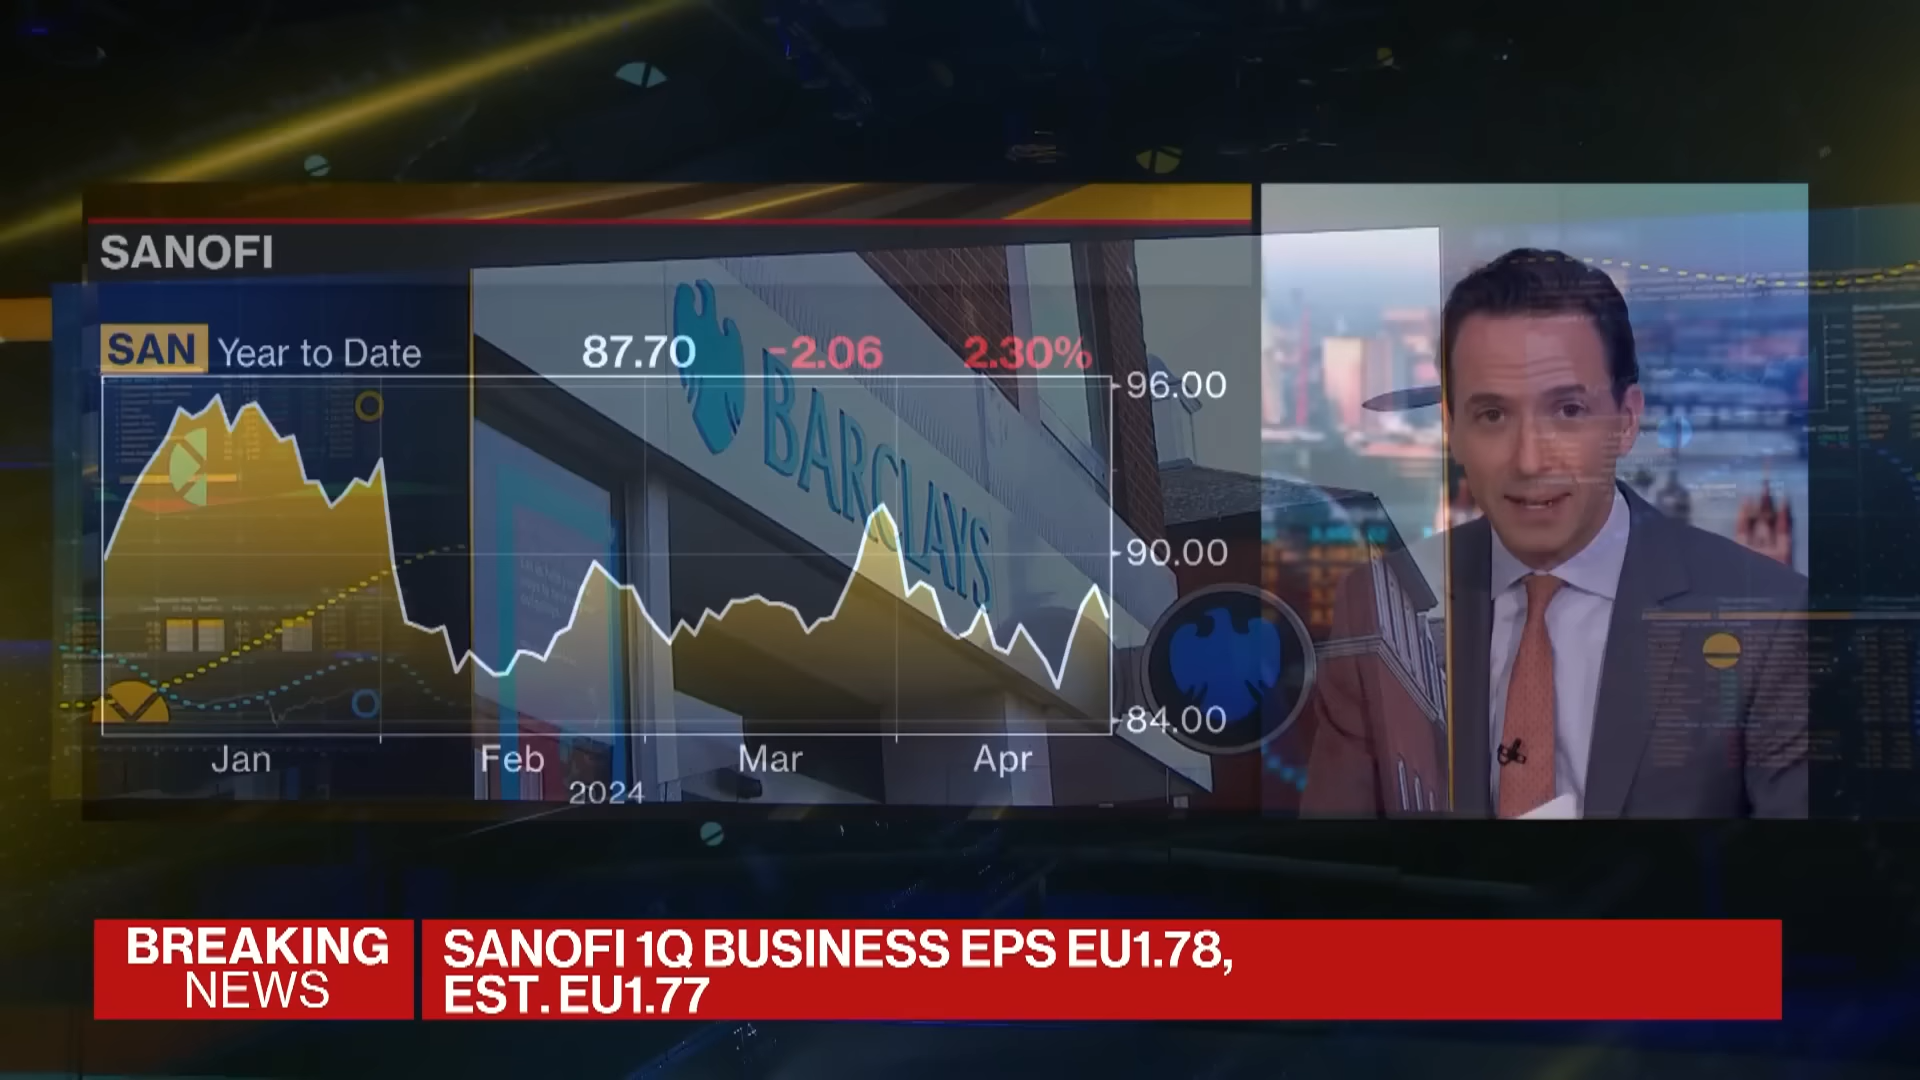 SANOFI
SAN Year to Date 87.70 -2.06 2.30%
96.00
BARCLAYS
90.00
84.00
Jan Feb Mar Apr
2024
BREAKING
NEWS
SANOFI 1Q BUSINESS EPS EU1.78,
EST. EU1.77